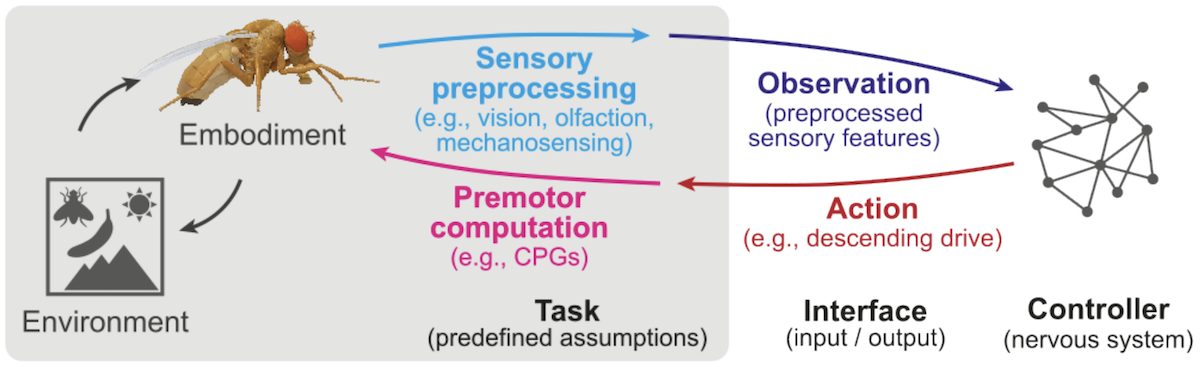 Embodiment
Environment
Sensory
preprocessing
(e.g., vision, olfaction,
mechanosensing)
Premotor
computation
(e.g., CPGs)
Task
(predefined assumptions)
Observation
(preprocessed
sensory features)
Action
(e.g., descending drive)
Interface
(input / output)
Controller
(nervous system)